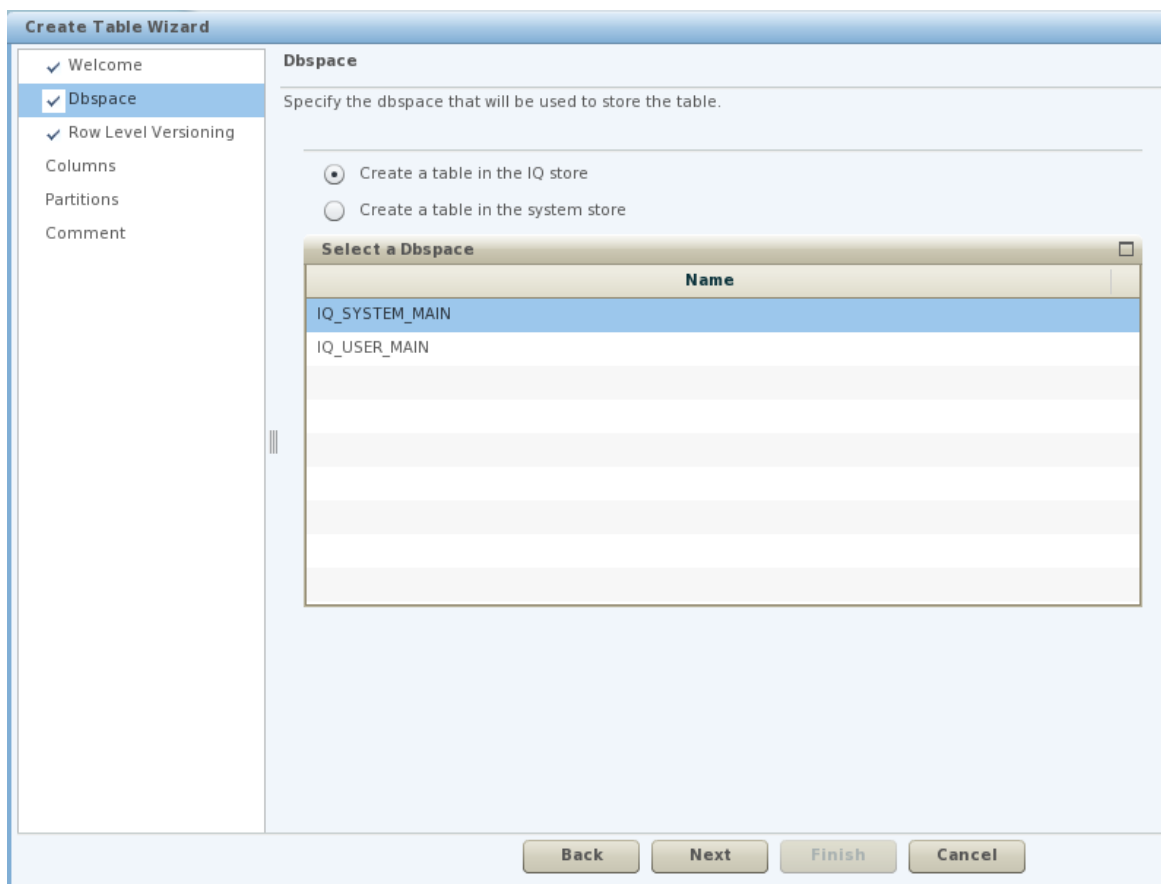 Create Table Wizard
Welcome
Dbspace
Row Level Versioning
Columns
Partitions
Comment
Dbspace
Specify the dbspace that will be used to store the table.
Create a table in the IQ store
Create a table in the system store
Select a Dbspace
Name
IQ_SYSTEM_MAIN
IQ_USER_MAIN
Back Next Finish Cancel